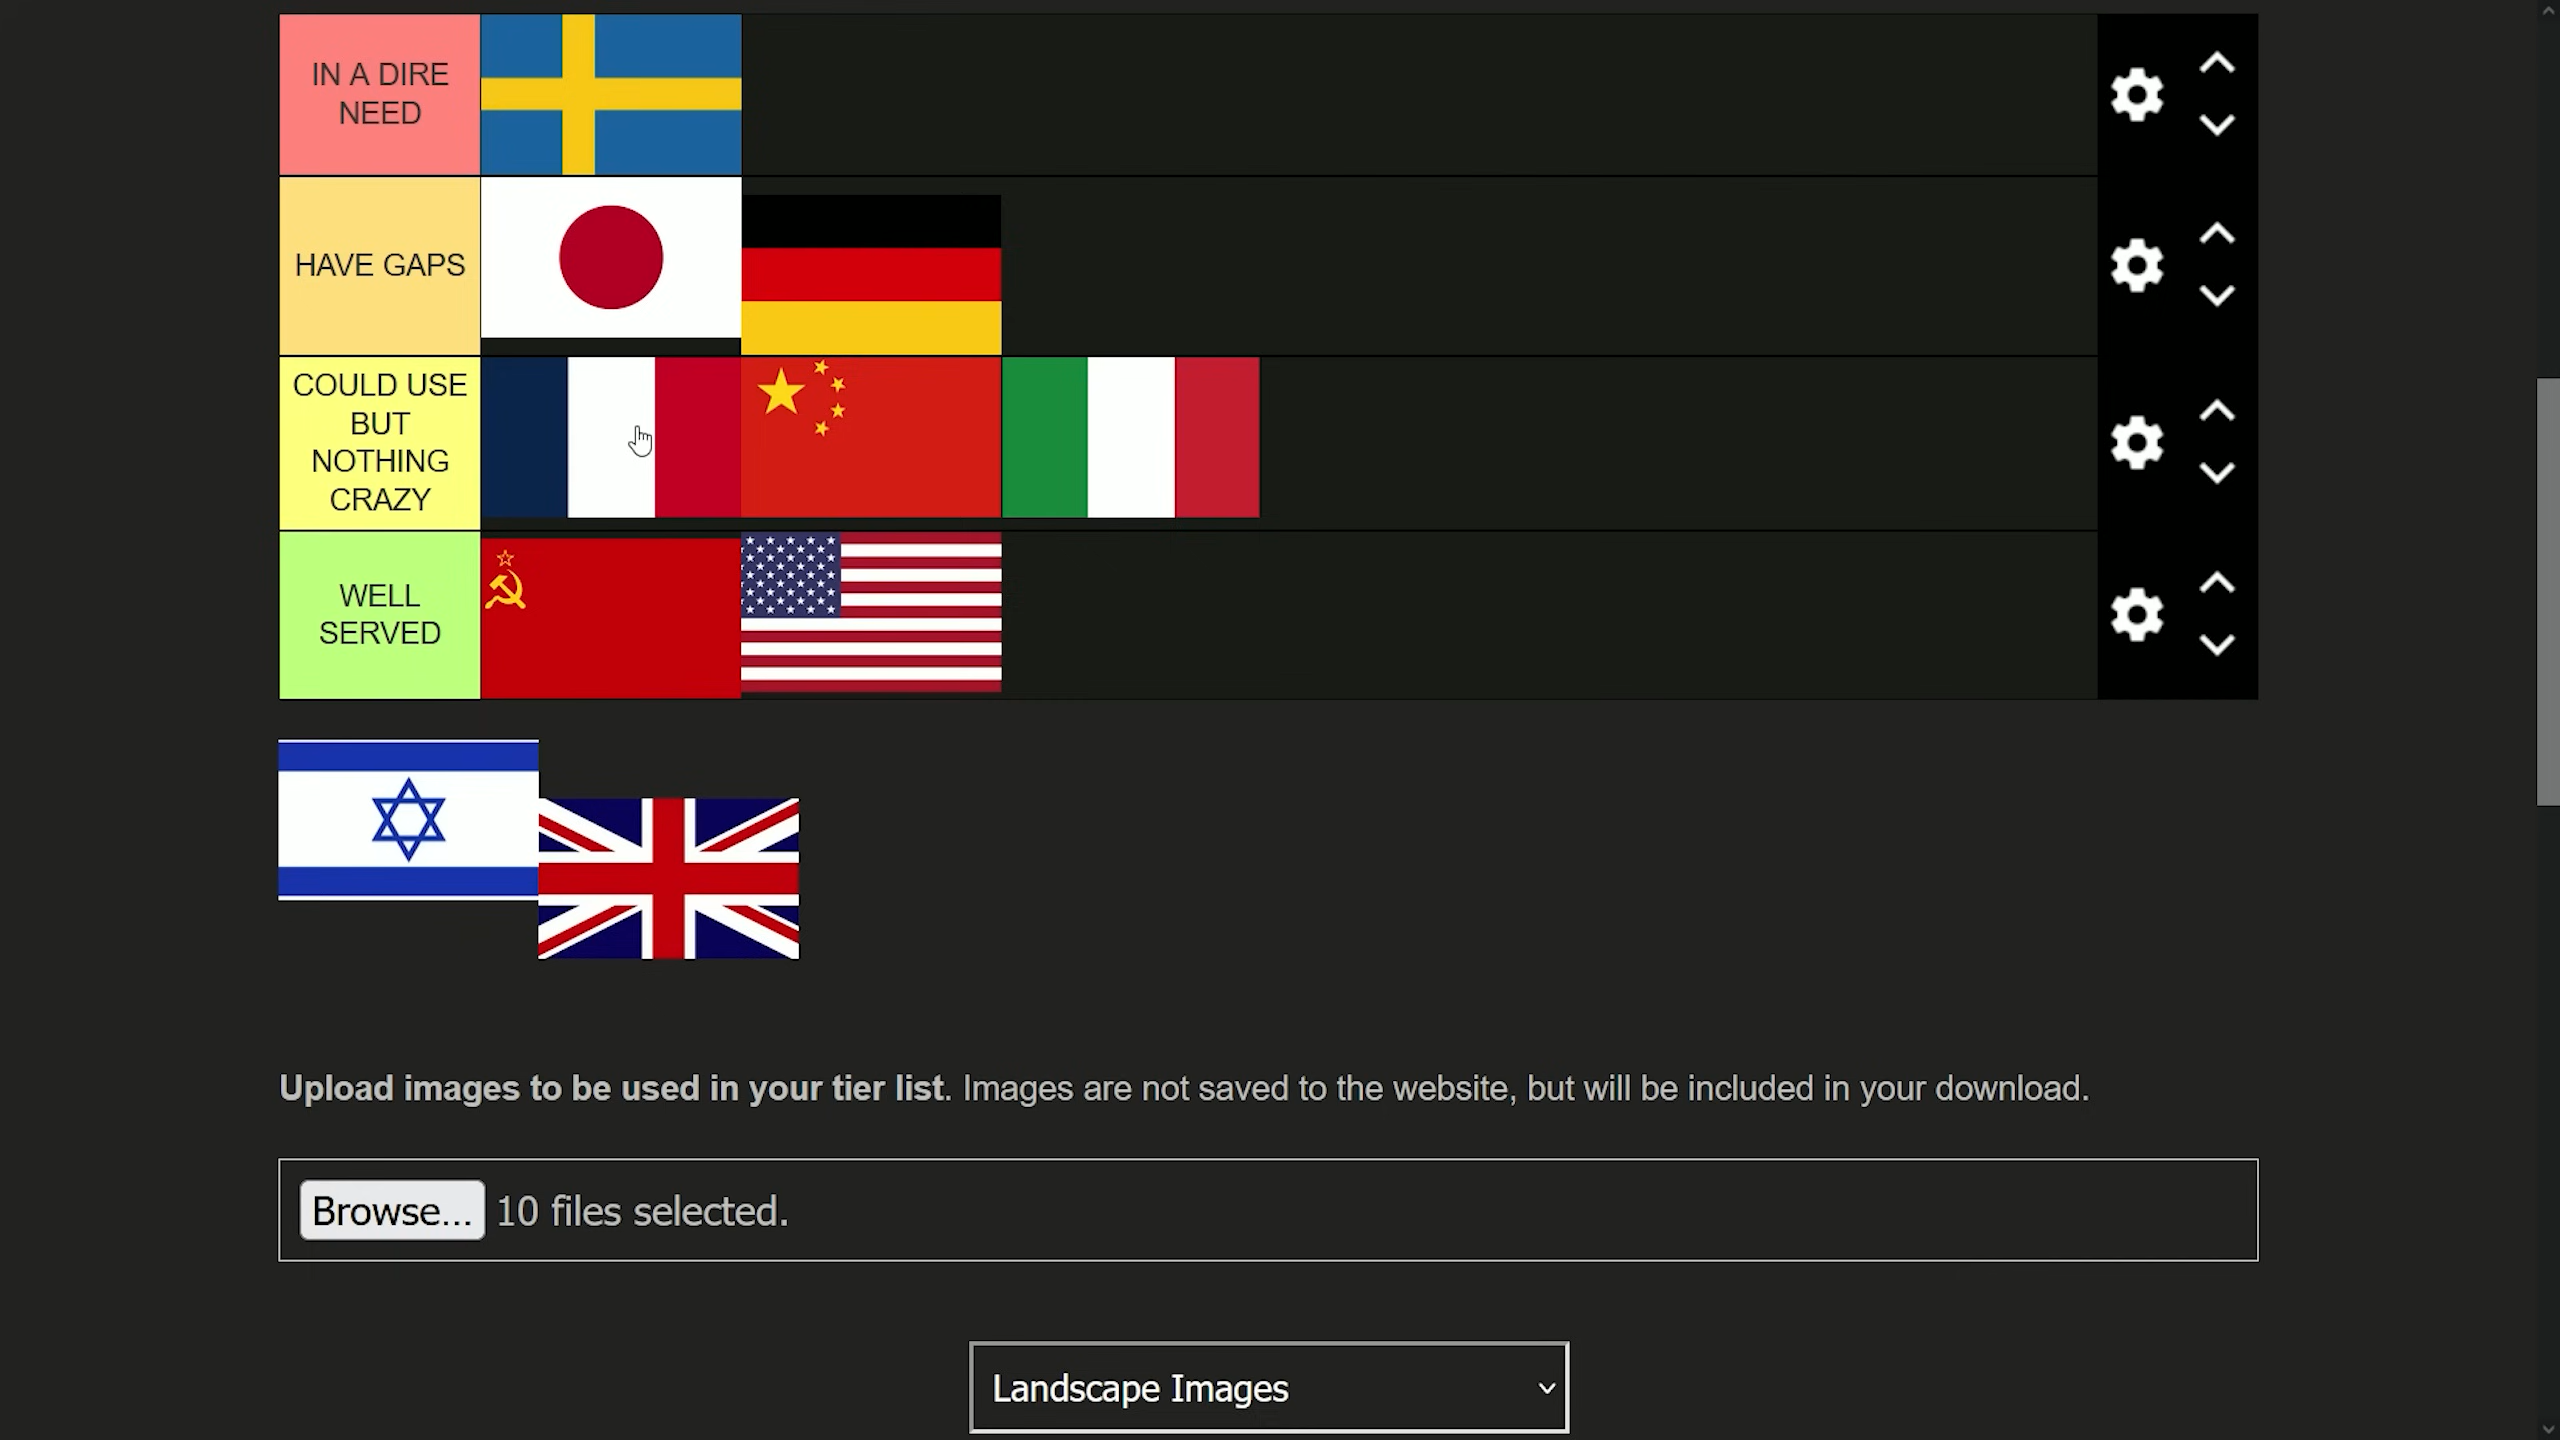 IN A DIRE
NEED
HAVE GAPS
COULD USE
BUT
NOTHING
CRAZY
WELL
SERVED
Upload images to be used in your tier list. Images are not saved to the website, but will be included in your download.
Browse... 10 files selected.
Landscape Images